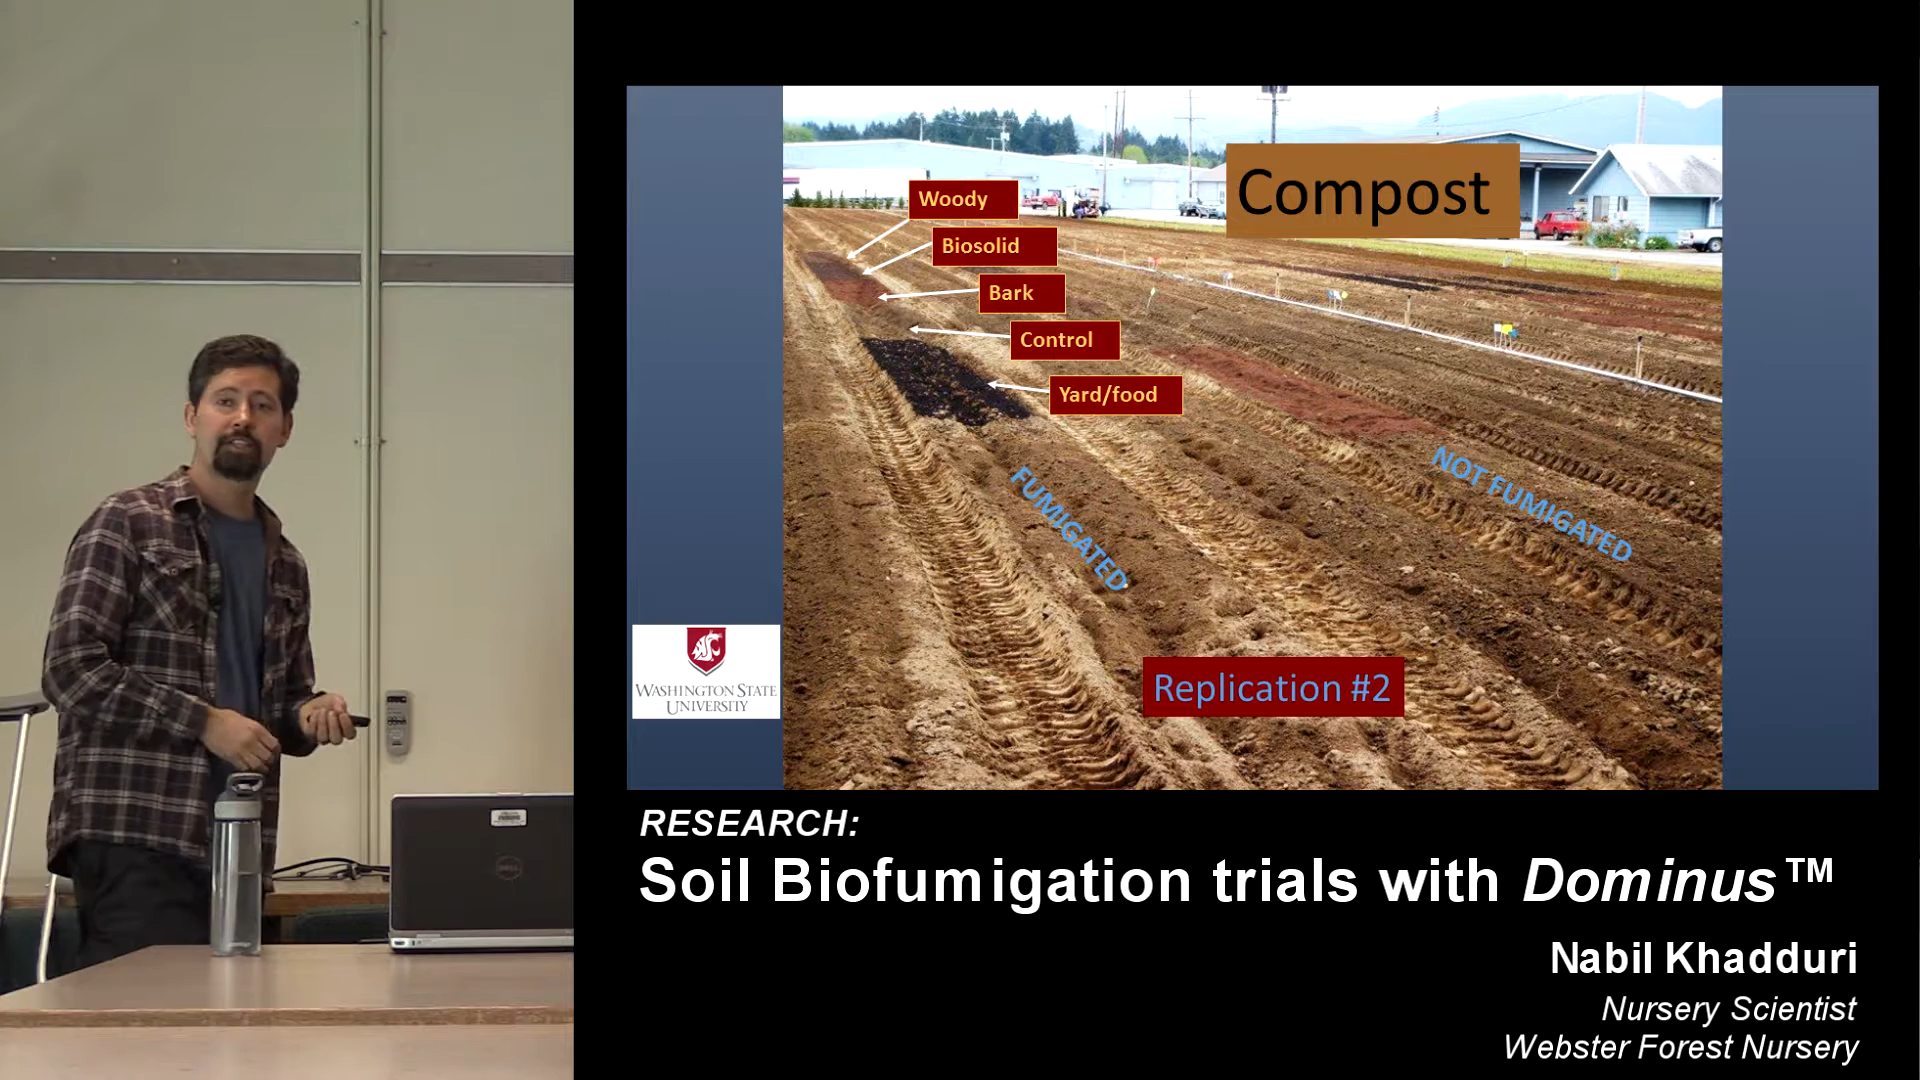 Compost
Woody
Biosolid
Bark
Control
Yard/food
FUMIGATED
NOT FUMIGATED
Replication #2
WASHINGTON STATE
UNIVERSITY
RESEARCH:
Soil Biofumigation trials with Dominus™
Nabil Khadduri
Nursery Scientist
Webster Forest Nursery